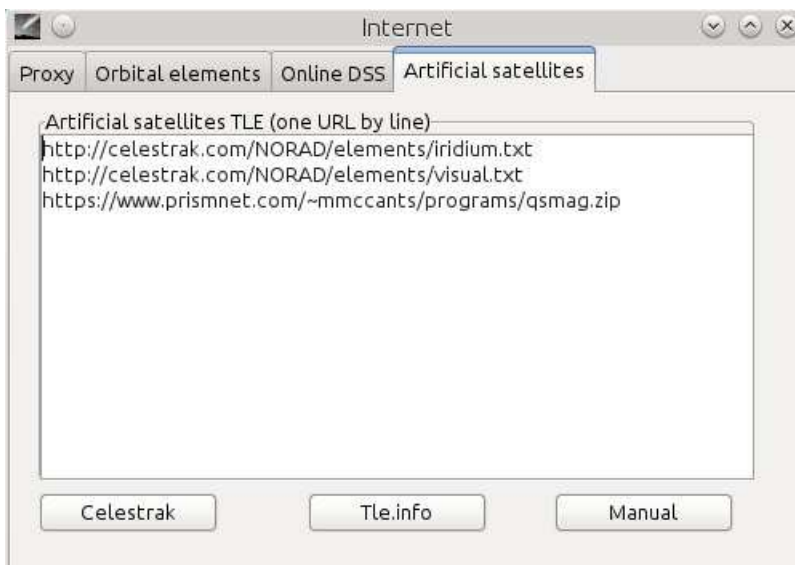 Internet
Proxy Orbital elements Online DSS Artificial satellites
Artificial satellites TLE (one URL by line)
http://celestrak.com/NORAD/elements/iridium.txt
http://celestrak.com/NORAD/elements/visual.txt
https://www.prismnet.com/~mmccants/programs/qsmag.zip
Celestrak Tle.info Manual